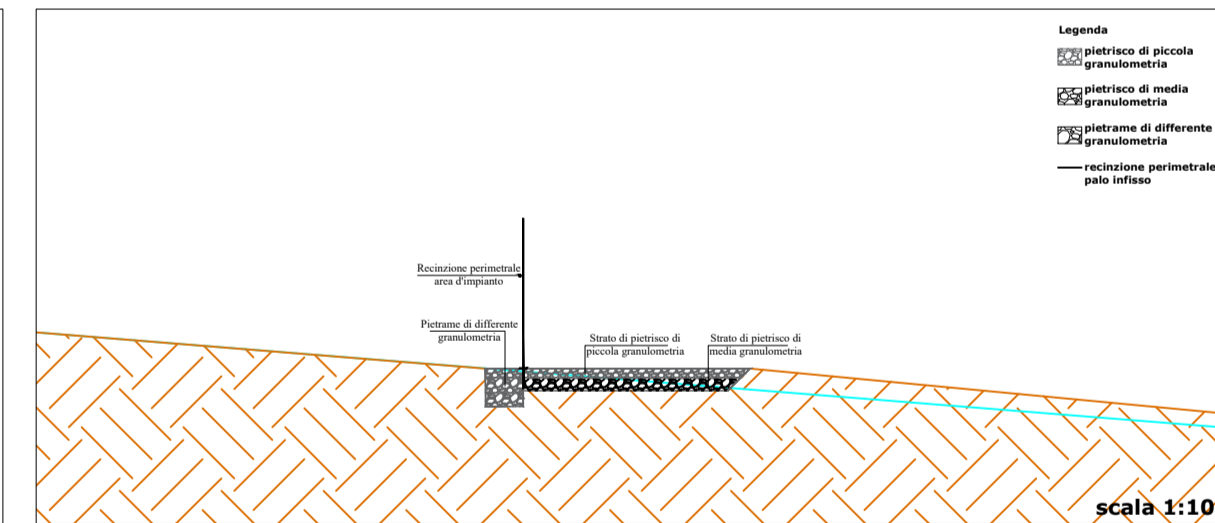 Legenda
pietrisco di piccola
granulometria
pietrisco di media
granulometria
pietrame di differente
granulometria
recinzione perimetrale
palo infisso
Recinzione perimetrale
area d'impianto
Pietrame di differente
granulometria
Strato di pietrisco di
piccola granulometria
Strato di pietrisco di
media granulometria
scala 1:10